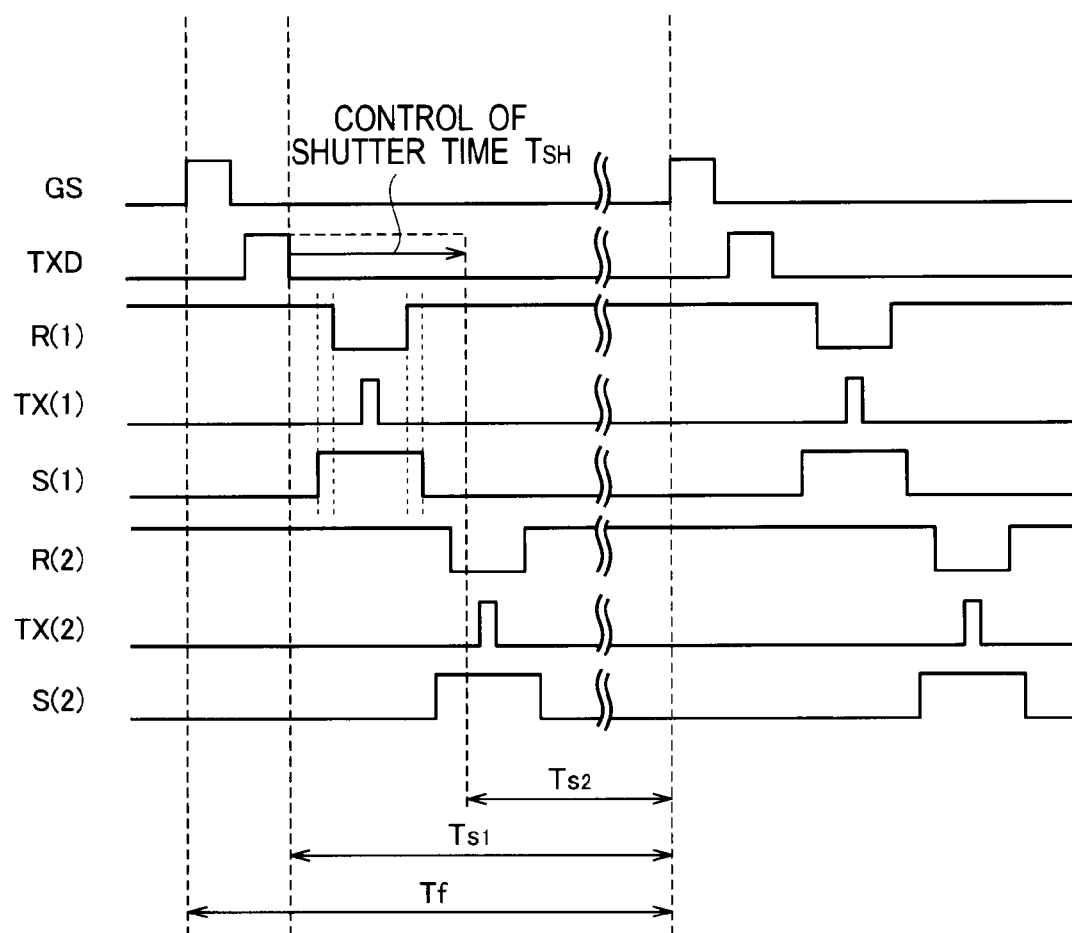 CONTROL OF
SHUTTER TIME TSH
GS
TXD
R(1)
TX(1)
S(1)
R(2)
TX(2)
S(2)
Ts2
Ts1
Tf